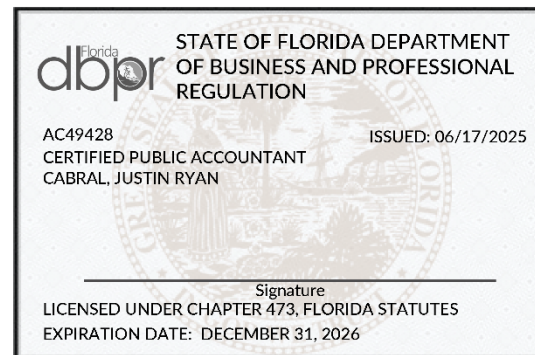 Florida
dbpr
STATE OF FLORIDA DEPARTMENT
OF BUSINESS AND PROFESSIONAL
REGULATION
AC49428
ISSUED: 06/17/2025
CERTIFIED PUBLIC ACCOUNTANT
CABRAL, JUSTIN RYAN
Signature
LICENSED UNDER CHAPTER 473, FLORIDA STATUTES
EXPIRATION DATE: DECEMBER 31, 2026